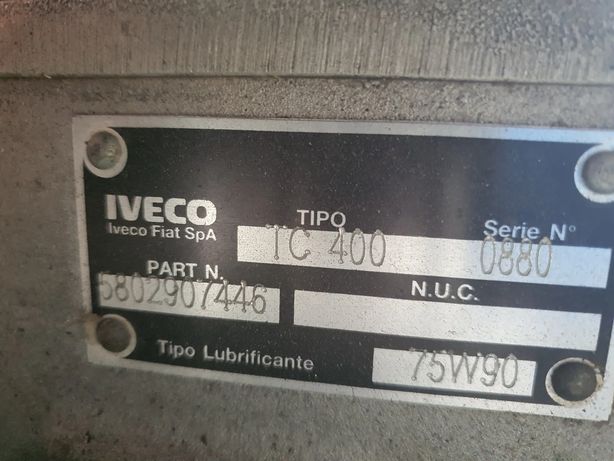 IVECO
Iveco Fiat SpA
TIPO
TC 400
Serie N°
0880
PART N.
5802907446
N.U.C.
Tipo Lubrificante
75W90